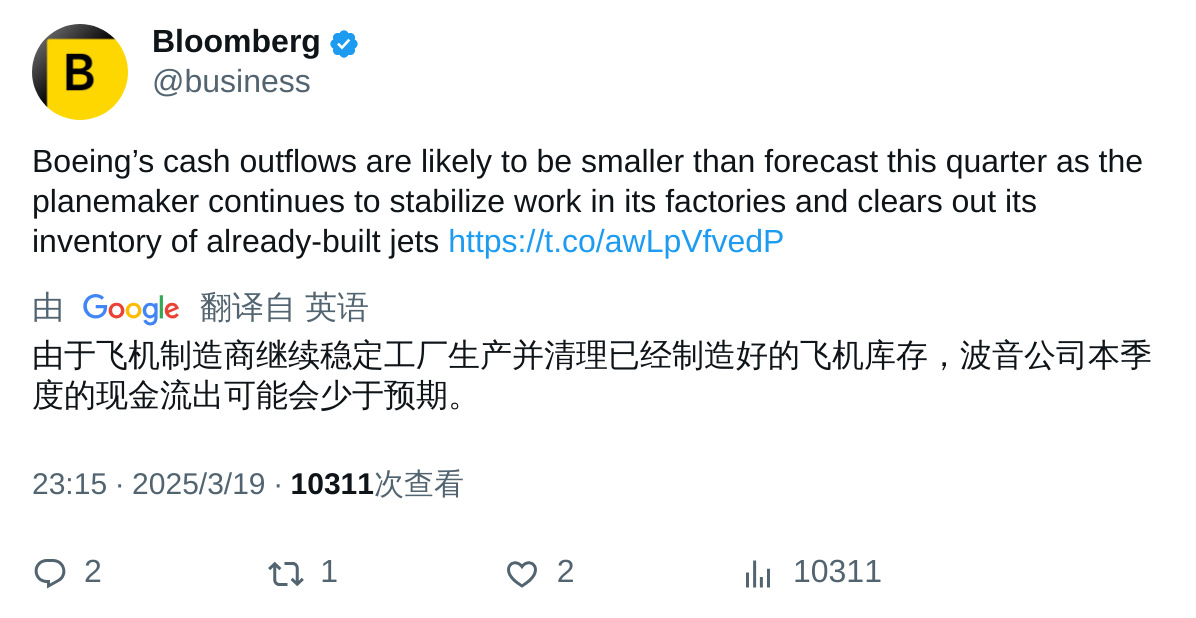 B
Bloomberg
@business
Boeing’s cash outflows are likely to be smaller than forecast this quarter as the
planemaker continues to stabilize work in its factories and clears out its
inventory of already-built jets https://t.co/awLpVfvedP
由 Google 翻译自 英语
由于飞机制造商继续稳定工厂生产并清理已经制造好的飞机库存，波音公司本季
度的现金流出可能会少于预期。
23:15 · 2025/3/19 · 10311次查看
2 1 2 10311